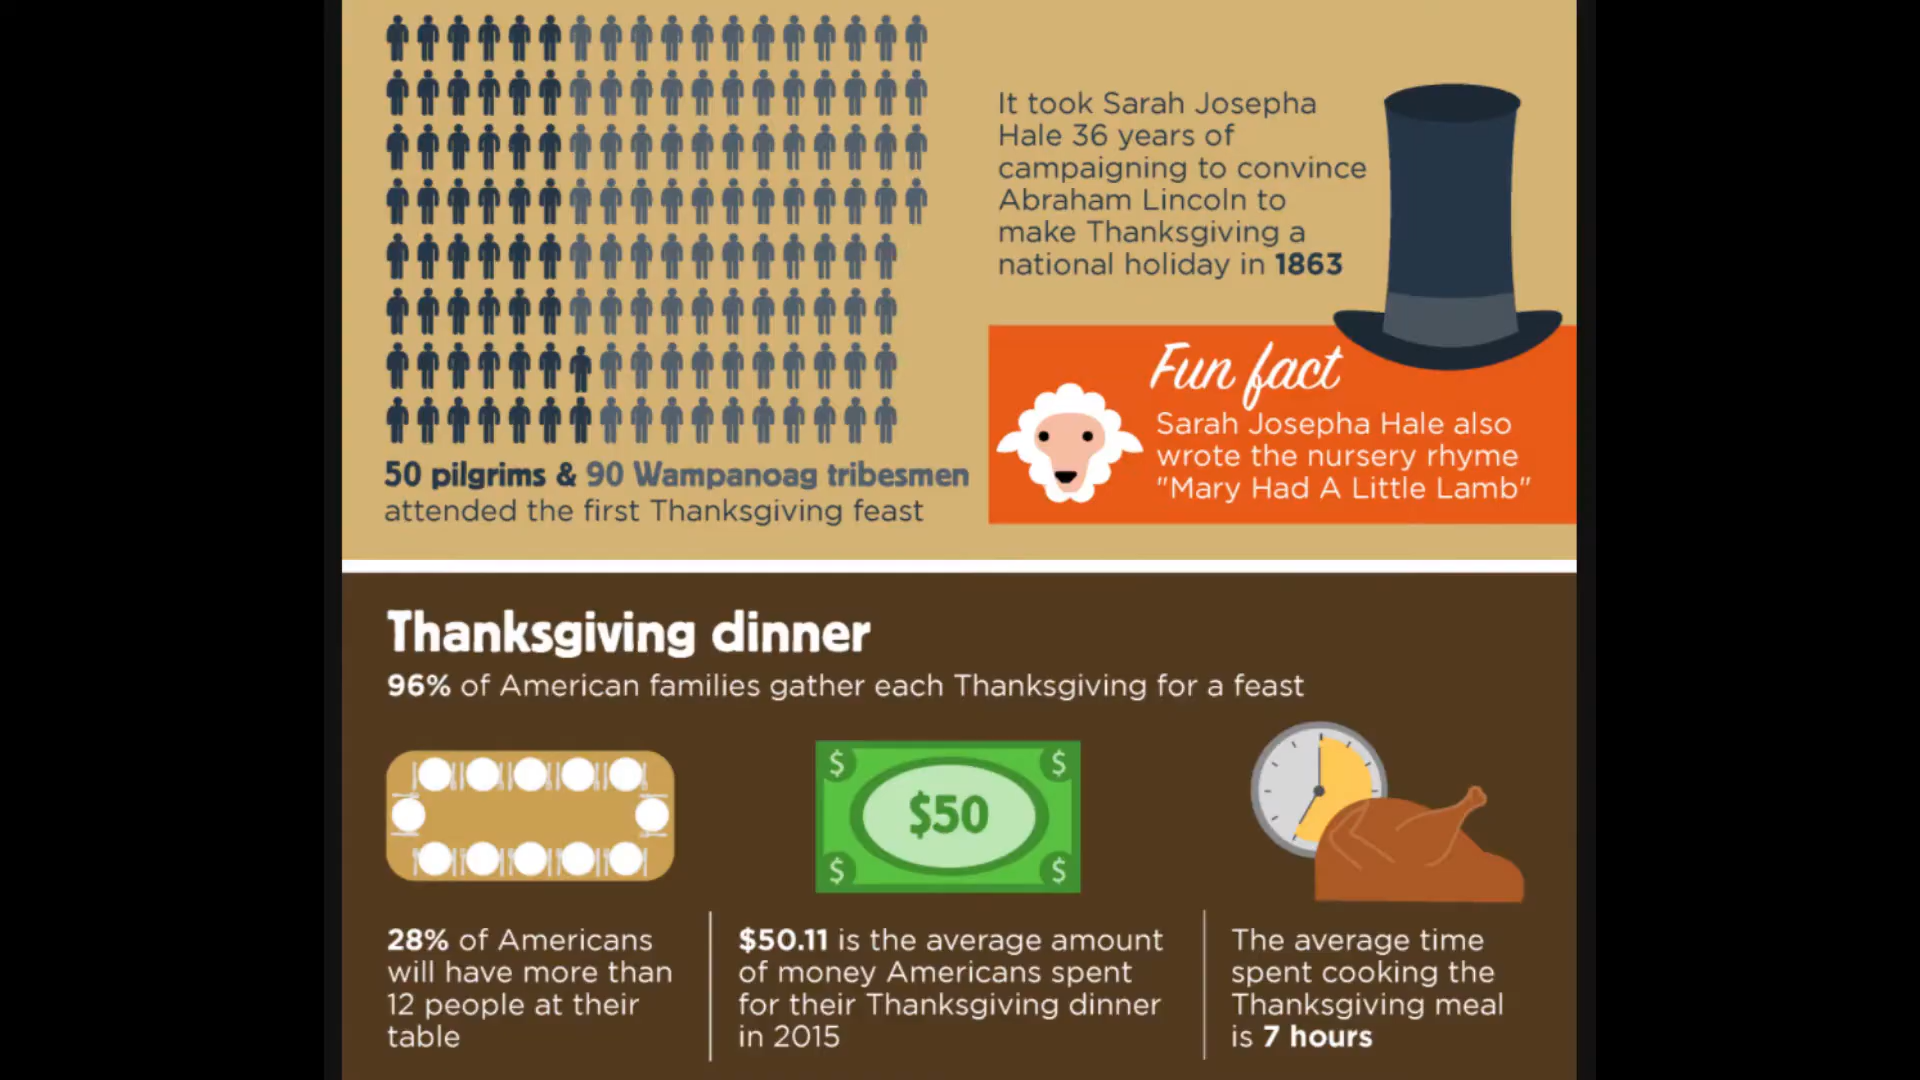 It took Sarah Josepha
Hale 36 years of
campaigning to convince
Abraham Lincoln to
make Thanksgiving a
national holiday in 1863
Fun fact
Sarah Josepha Hale also
wrote the nursery rhyme
"Mary Had A Little Lamb"
50 pilgrims & 90 Wampanoag tribesmen
attended the first Thanksgiving feast
Thanksgiving dinner
96% of American families gather each Thanksgiving for a feast
$ $
$50
$ $
28% of Americans
will have more than
12 people at their
table
$50.11 is the average amount
of money Americans spent
for their Thanksgiving dinner
in 2015
The average time
spent cooking the
Thanksgiving meal
is 7 hours